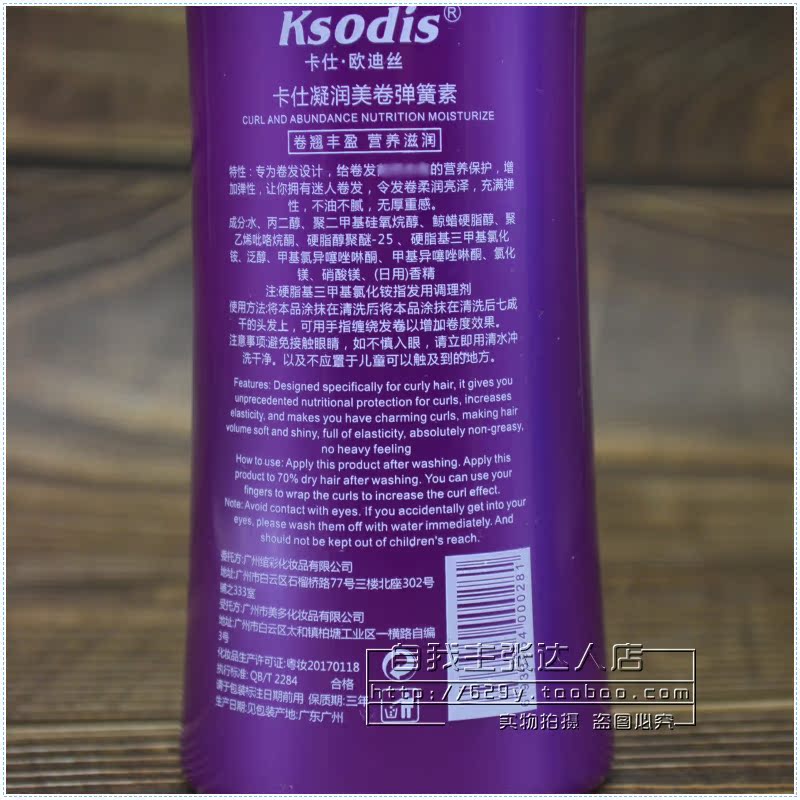 Ksodis®
卡仕·欧迪丝
卡仕凝润美卷弹簧素
CURL AND ABUNDANCE NUTRITION MOISTURIZE
卷翘丰盈 营养滋润
特性：专为卷发设计，给卷发的营养保护，增
加弹性，让你拥有迷人卷发，令发卷柔润亮泽，充满弹
性，不油不腻，无厚重感。
成分:水、丙二醇、聚二甲基硅氧烷醇、鲸蜡硬脂醇、聚
乙烯吡咯烷酮、硬脂醇聚醚-25、硬脂基三甲基氯化
铵、泛醇、甲基氯异噻唑啉酮、甲基异噻唑啉酮、氯化
镁、硝酸镁、(日用)香精
注:硬脂基三甲基氯化铵指发用调理剂
使用方法:将本品涂抹在清洗后将本品涂抹在清洗后七成
干的头发上，可用手指缠绕发卷以增加卷度效果。
注意事项:避免接触眼睛，如不慎入眼，请立即用清水冲
洗干净。以及不应置于儿童可以触及到的地方。
Features: Designed specifically for curly hair, it gives you
unprecedented nutritional protection for curls, increases
elasticity, and makes you have charming curls, making hair
volume soft and shiny, full of elasticity, absolutely non-greasy,
no heavy feeling
How to use: Apply this product after washing. Apply this
product to 70% dry hair after washing. You can use your
fingers to wrap the curls to increase the curl effect.
Note: Avoid contact with eyes. If you accidentally get into your
eyes, please wash them off with water immediately. And
should not be kept out of children's reach.
委托方:广州绾彩化妆品有限公司
地址:广州市白云区石榴桥路77号三楼北座302号
铺之333室
受托方:广州市美多化妆品有限公司
地址:广州市白云区太和镇柏塘工业区一横路自编
3号
化妆品生产许可证:粤妆20170118
执行标准: QB/T 2284 合格
请于包装标注日期前用 保质期:三年
生产日期:见包装产地:广东广州
4 000281
自我主张达人店
http://629y.taobao.com
实物拍摄 盗图必究